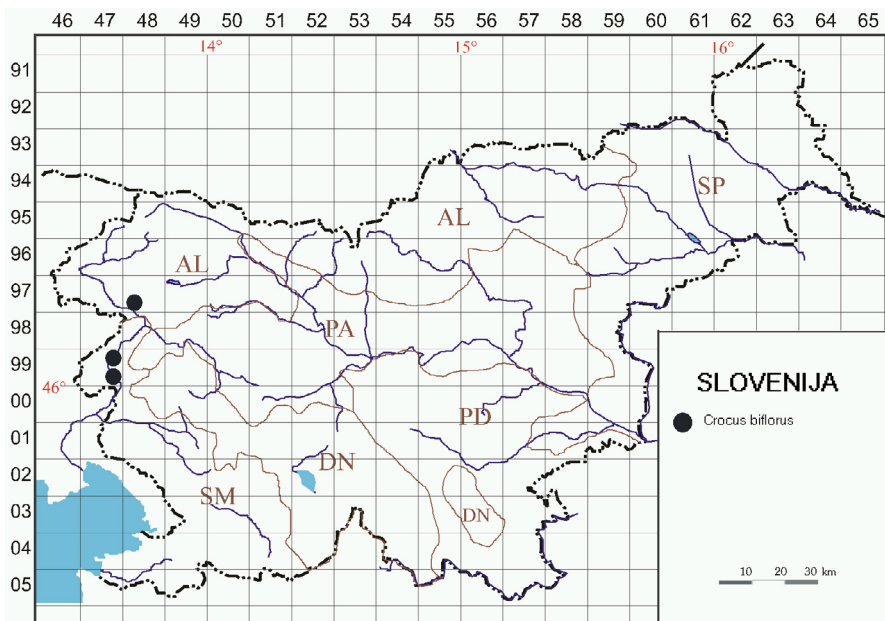 46 47 48 49 50 51 52 53 54 55 56 57 58 59 60 61 62 63 64 65
14° 15° 16°
91
92
93
94
SP
95
AL
96
AL
97
98
PA
99
46°
SLOVENIJA
00
PD
Crocus biflorus
01
02
DN
SM
03
DN
04
05
10 20 30 km